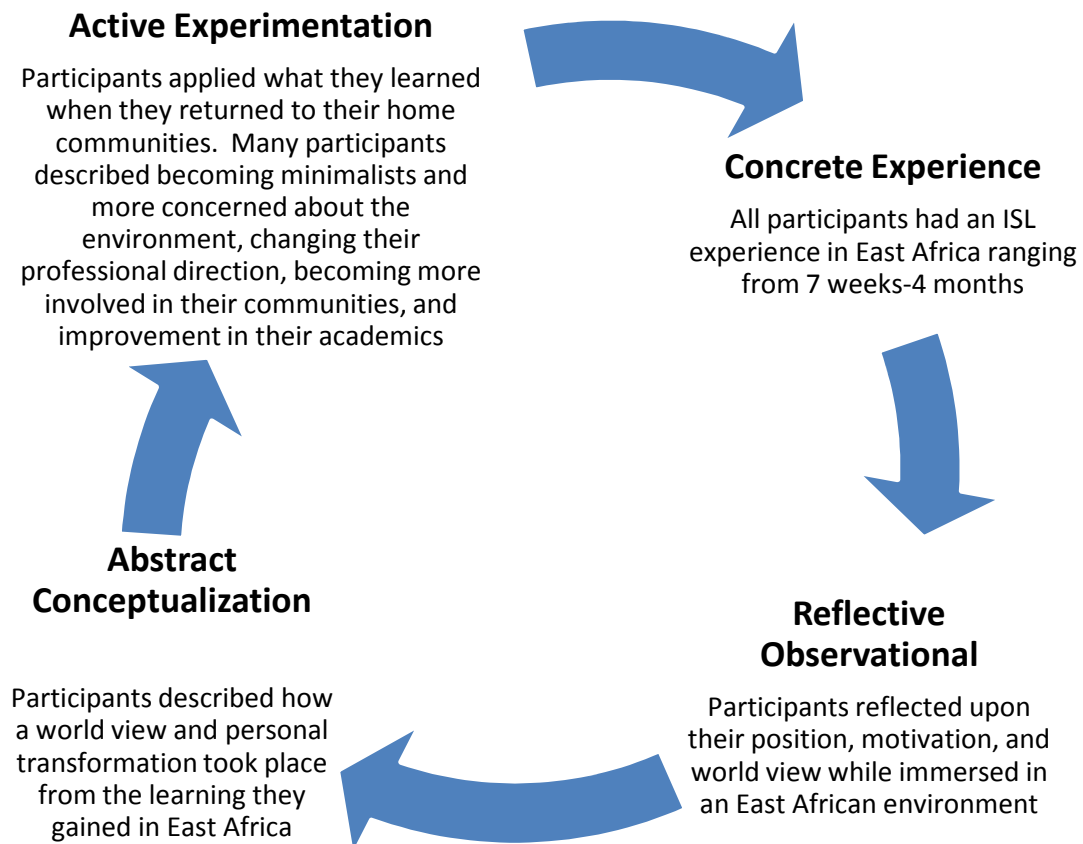 Active Experimentation
Participants applied what they learned
when they returned to their home
communities.  Many participants
described becoming minimalists and
more concerned about the
environment, changing their
professional direction, becoming more
involved in their communities, and
improvement in their academics
Concrete Experience
All participants had an ISL
experience in East Africa ranging
from 7 weeks-4 months
Reflective
Observational
Participants reflected upon
their position, motivation, and
world view while immersed in
an East African environment
Abstract
Conceptualization
Participants described how
a world view and personal
transformation took place
from the learning they
gained in East Africa